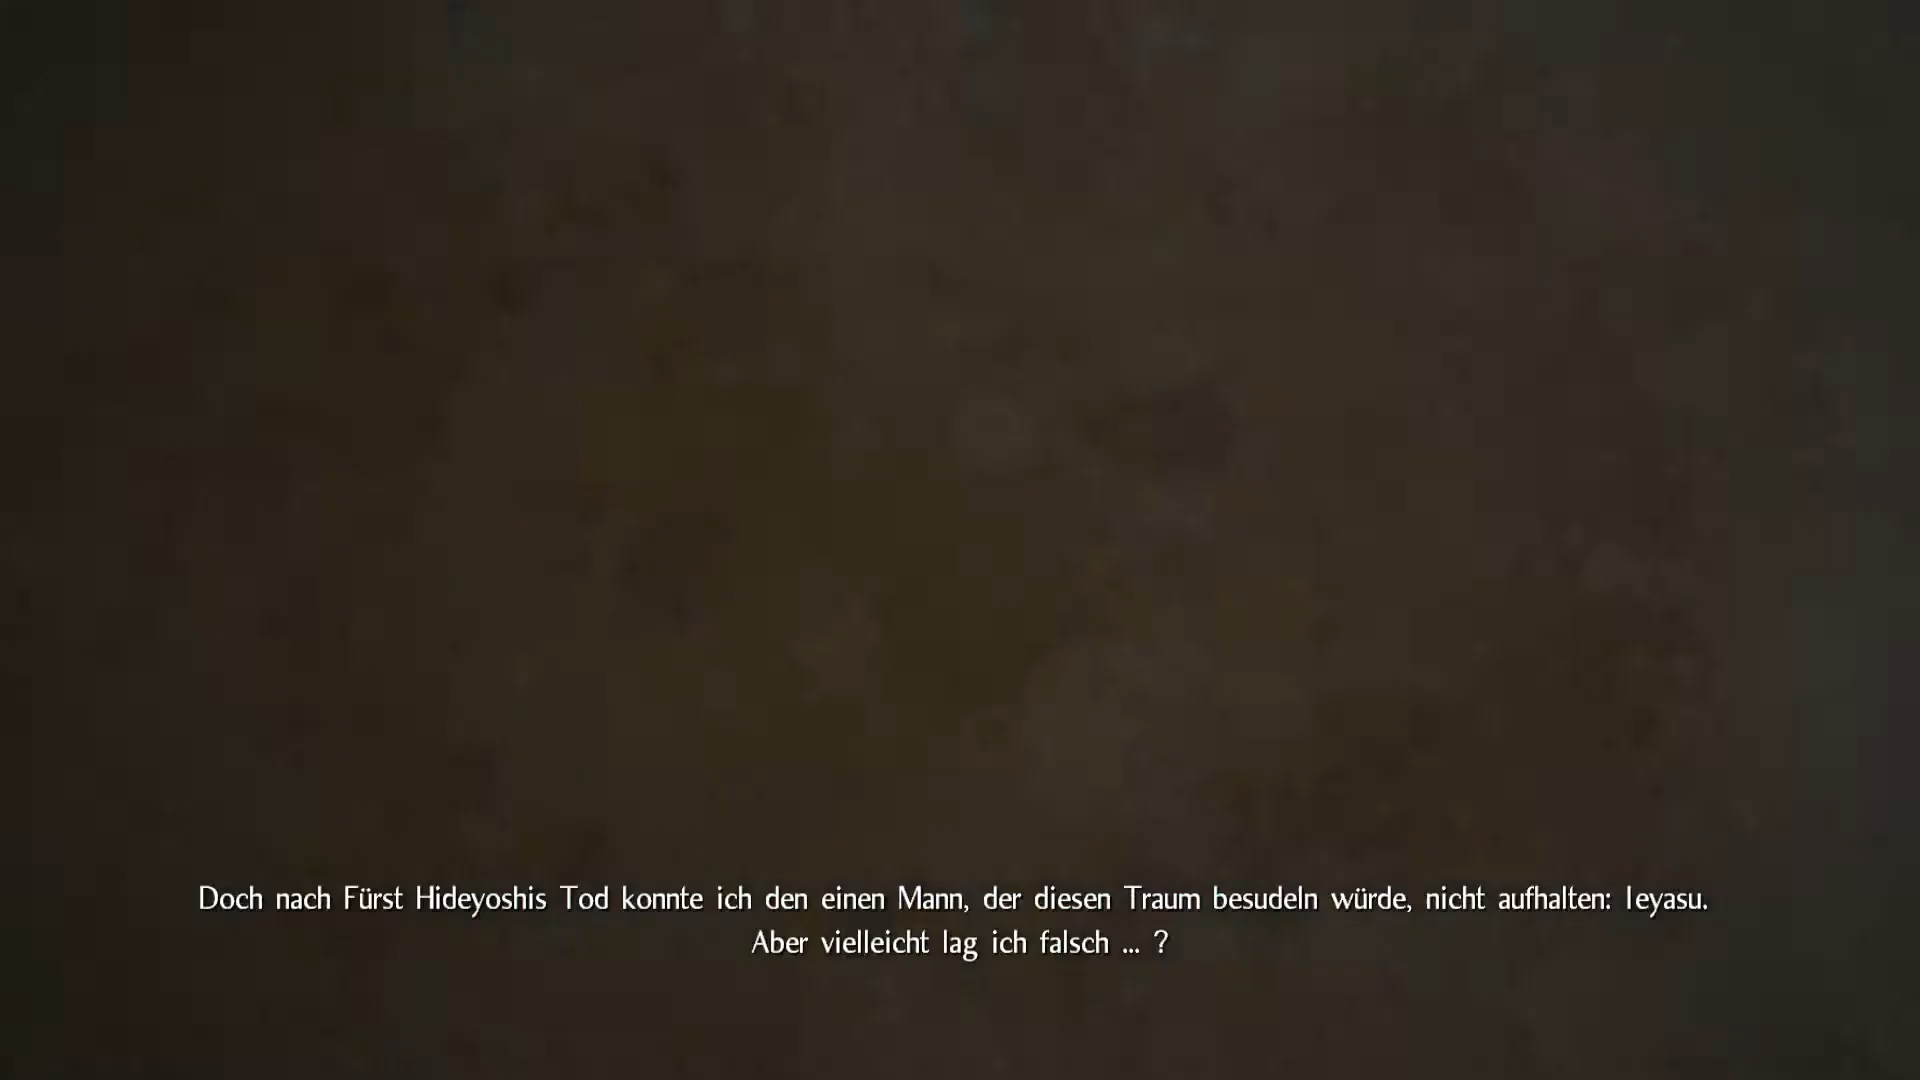 Doch nach Fürst Hideyoshis Tod konnte ich den einen Mann, der diesen Traum besudeln würde, nicht aufhalten: Ieyasu.
Aber vielleicht lag ich falsch ... ?